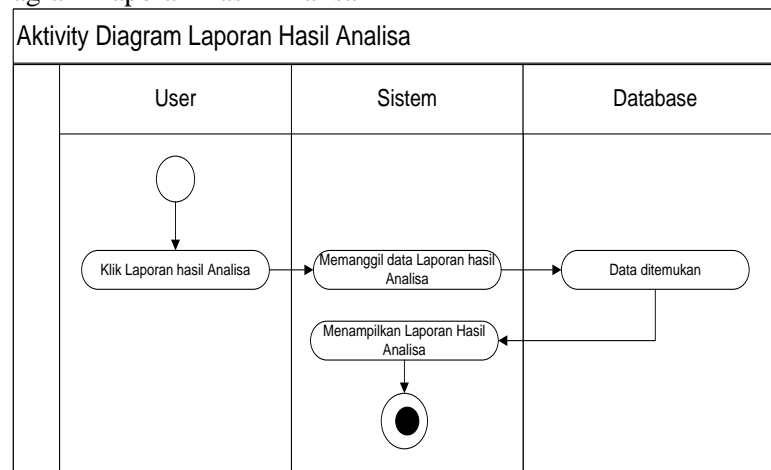 Aktivity Diagram Laporan Hasil Analisa
User
Sistem
Database
Klik Laporan hasil Analisa
Memanggil data Laporan hasil
Analisa
Data ditemukan
Menampilkan Laporan Hasil
Analisa